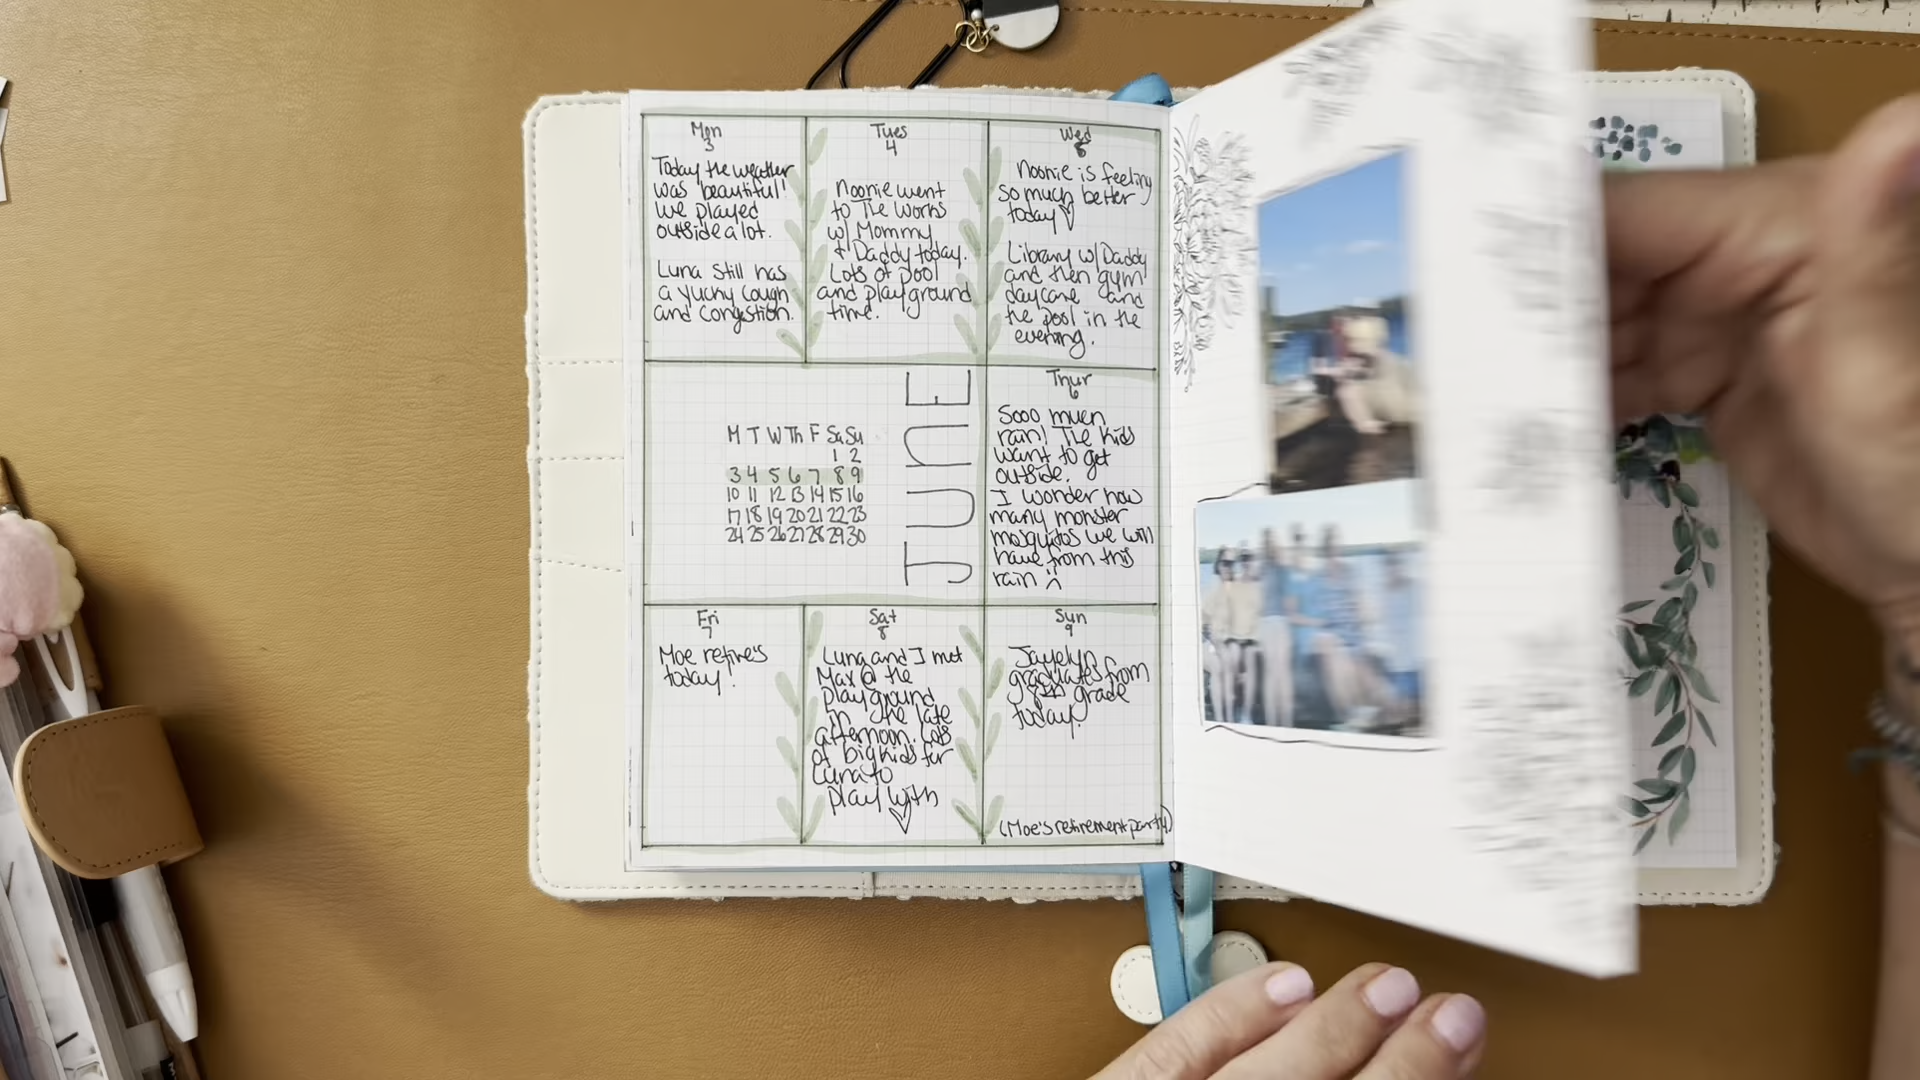 Mon
3
Today the weather
was beautiful!
we played
outside a lot.
Luna still has
a yucky cough
and congestion.
Tues
4
Noonie went
to The Works
w/ Mommy
& Daddy today.
Lots of pool
and playground
time.
Wed
5
Noonie is feeling
so much better
today
Library w/ Daddy
and then gym
daycare and
the pool in the
evening.
M T W Th F Sa Su
1 2
3 4 5 6 7 8 9
10 11 12 13 14 15 16
17 18 19 20 21 22 23
24 25 26 27 28 29 30
JUNE
Thur
6
Sooo much
rain! The kids
want to get
outside.
I wonder how
many monster
mosquitos we will
have from this
rain :(
Fri
7
Moe retires
today!
Sat
8
Luna and I met
Max @ the
playground
in the late
afternoon. Lots
of big kids for
Luna to
play with
Sun
9
Jayelyn
graduates from
grade
today!
(Moe's retirement party)